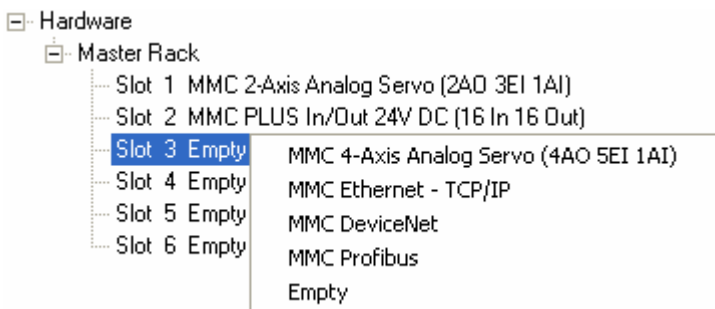 Hardware
Master Rack
Slot 1 MMC 2-Axis Analog Servo (2AO 3EI 1AI)
Slot 2 MMC PLUS In/Out 24V DC (16 In 16 Out)
Slot 3 Empty
Slot 4 Empty
Slot 5 Empty
Slot 6 Empty
MMC 4-Axis Analog Servo (4AO 5EI 1AI)
MMC Ethernet - TCP/IP
MMC DeviceNet
MMC Profibus
Empty